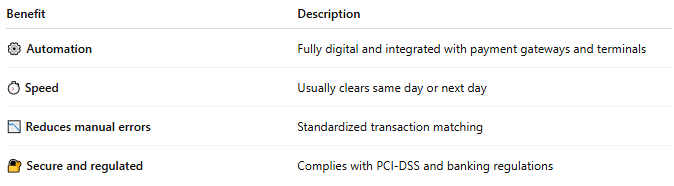 Benefit Description
Automation Fully digital and integrated with payment gateways and terminals
Speed Usually clears same day or next day
Reduces manual errors Standardized transaction matching
Secure and regulated Complies with PCI-DSS and banking regulations